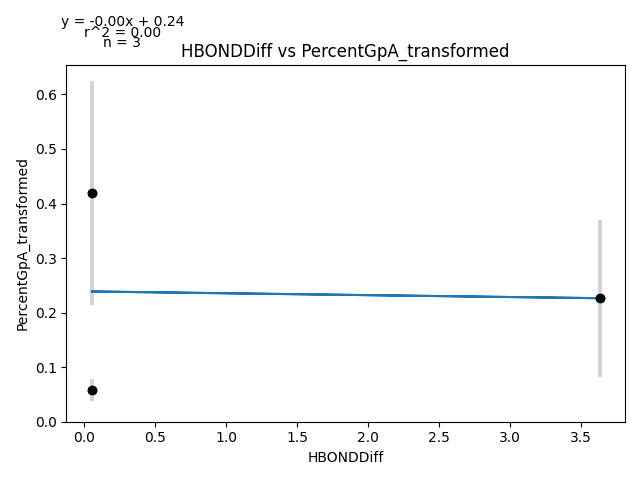 y = -0.00x + 0.24
r^2 = 0.00
n = 3
HBONDDiff vs PercentGpA_transformed
PercentGpA_transformed
0.6
0.5
0.4
0.3
0.2
0.1
0.0
0.0 0.5 1.0 1.5 2.0 2.5 3.0 3.5
HBONDDiff